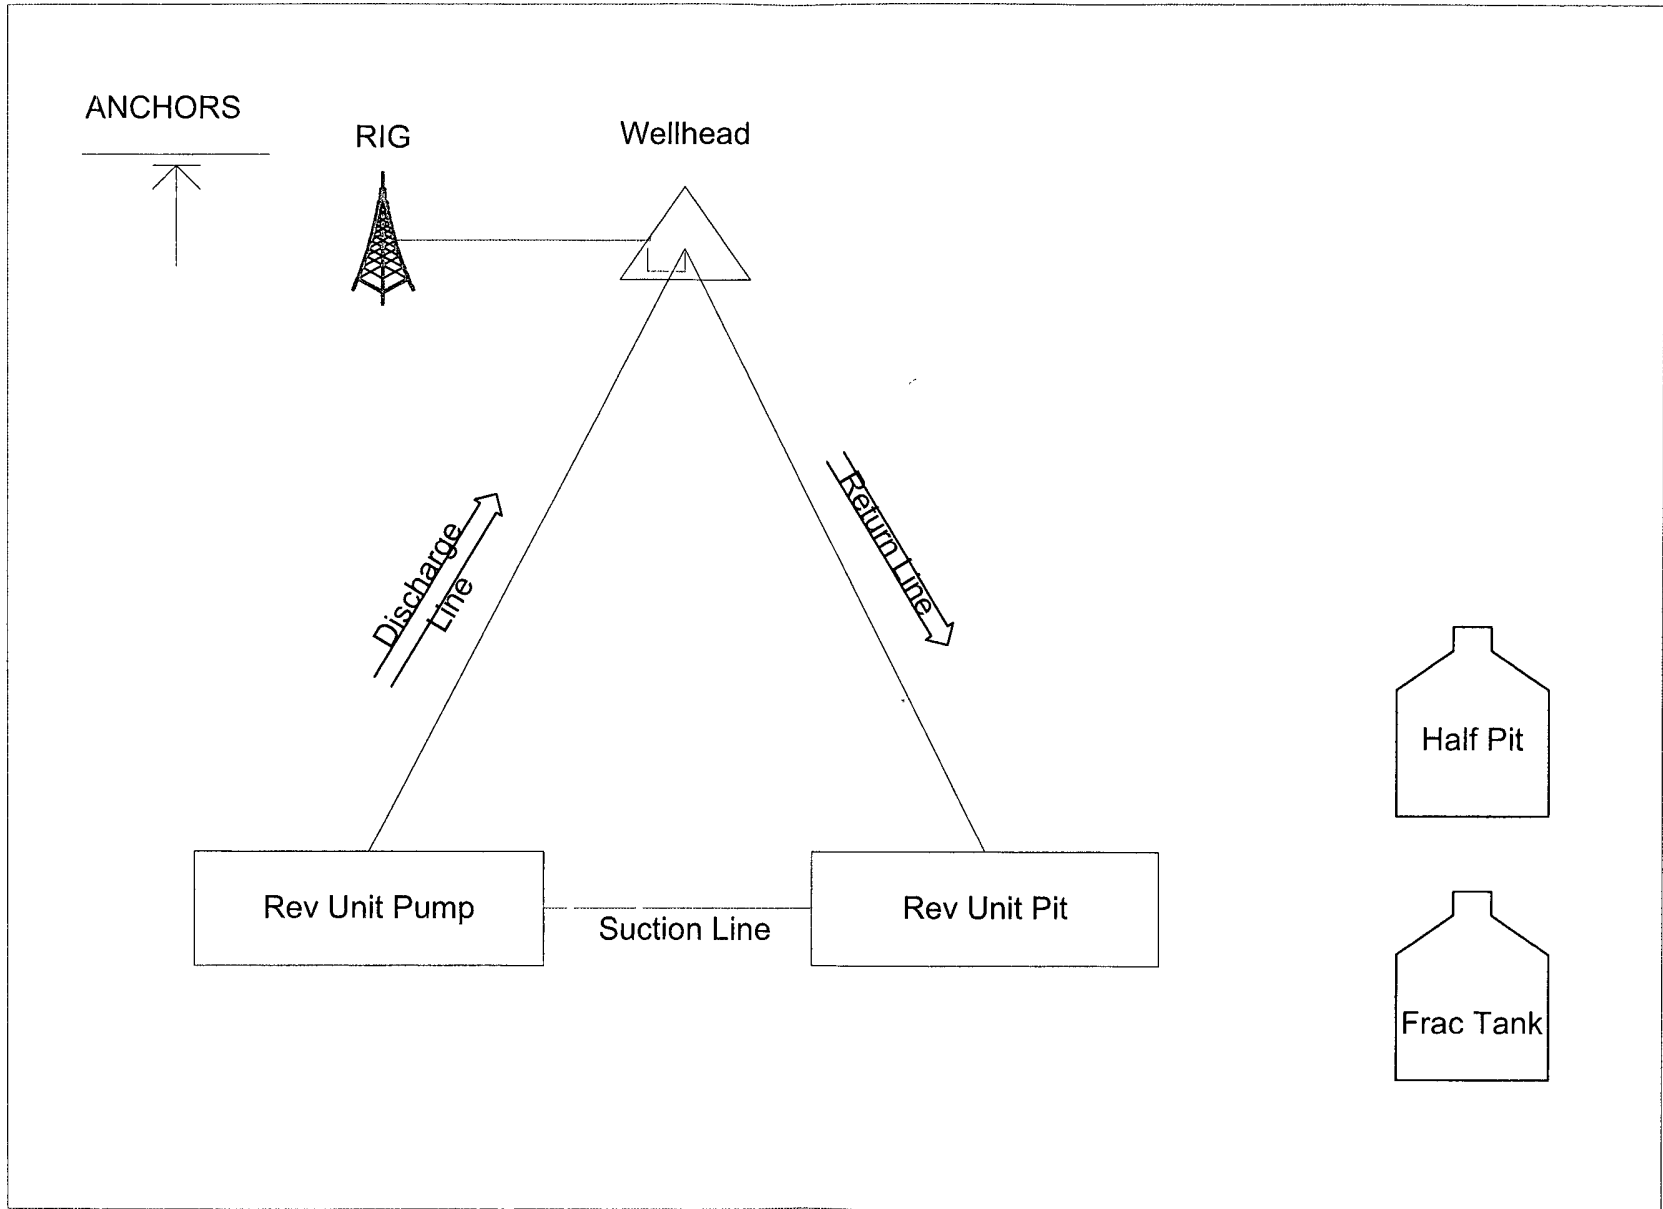 ANCHORS
RIG
Wellhead
Discharge
Line
Return Line
Half Pit
Rev Unit Pump
Suction Line
Rev Unit Pit
Frac Tank